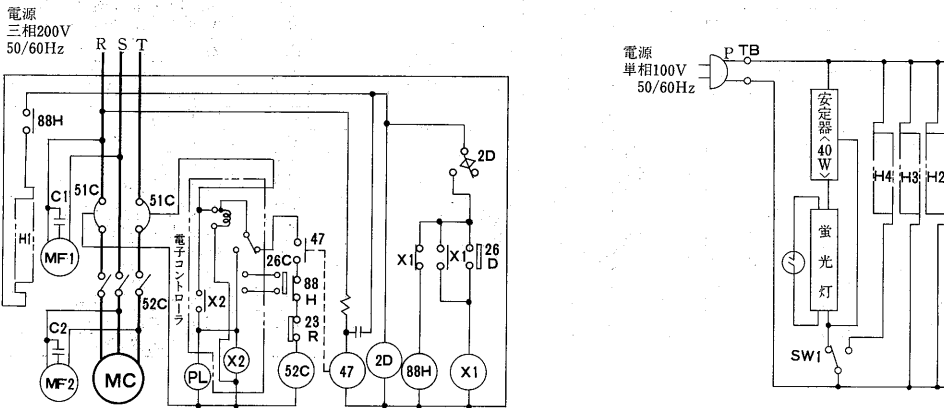 電源
三相200V
50/60Hz
R S T
88H
C1
51C
51C
H1
MF1
52C
C2
MF2
MC
電子コントローラ
X2
PL
X2
26C
47
88
H
23
R
52C
47
2D
88H
X1
2D
X1
X1
26
D
電源
単相100V
50/60Hz
P TB
安定器〈40W〉
蛍光灯
SW1
H4
H3
H2